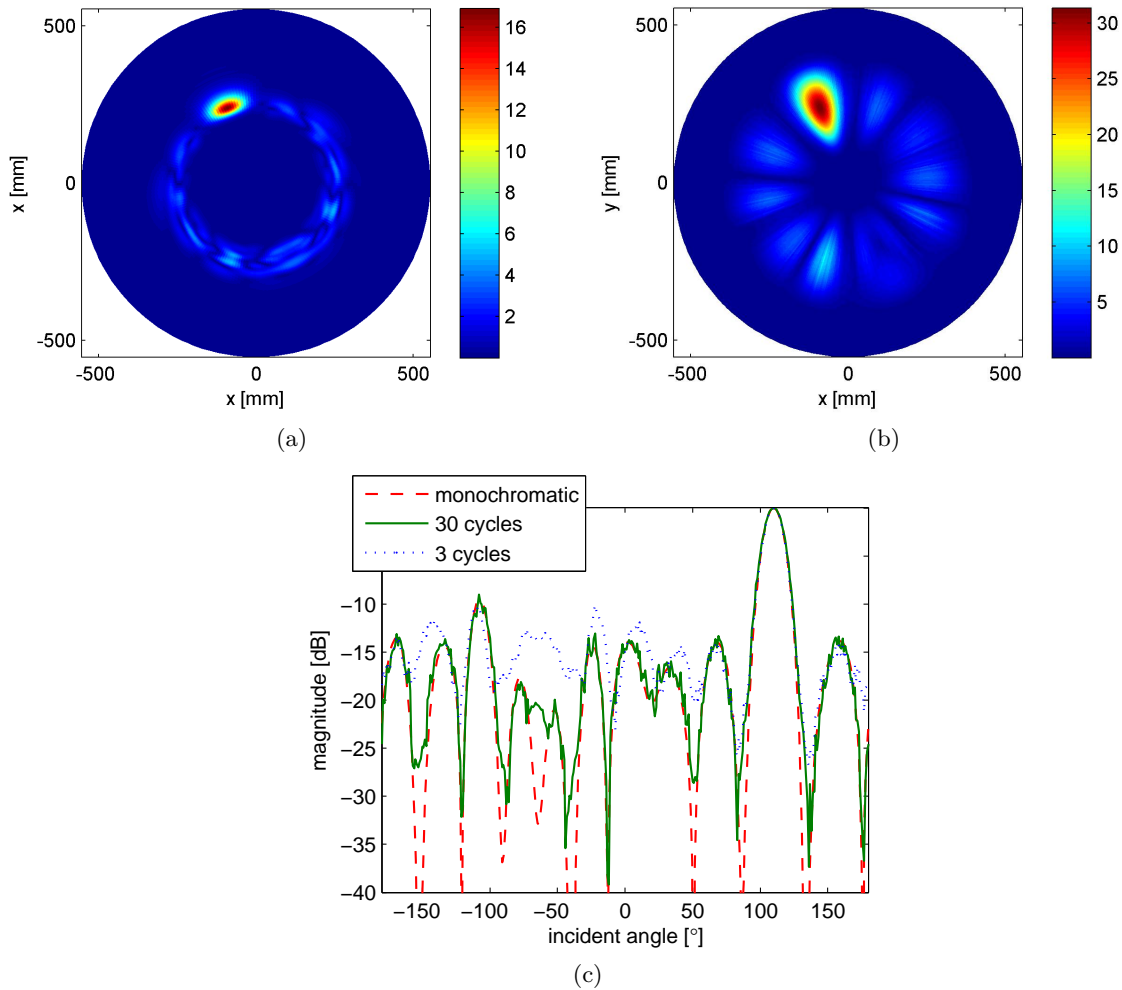 500
0
-500
x [mm]
-500 0 500
x [mm]
16
14
12
10
8
6
4
2
(a)
500
0
-500
y [mm]
-500 0 500
x [mm]
30
25
20
15
10
5
(b)
monochromatic
30 cycles
3 cycles
−10
−15
−20
−25
−30
−35
−40
magnitude [dB]
−150 −100 −50 0 50 100 150
incident angle [°]
(c)